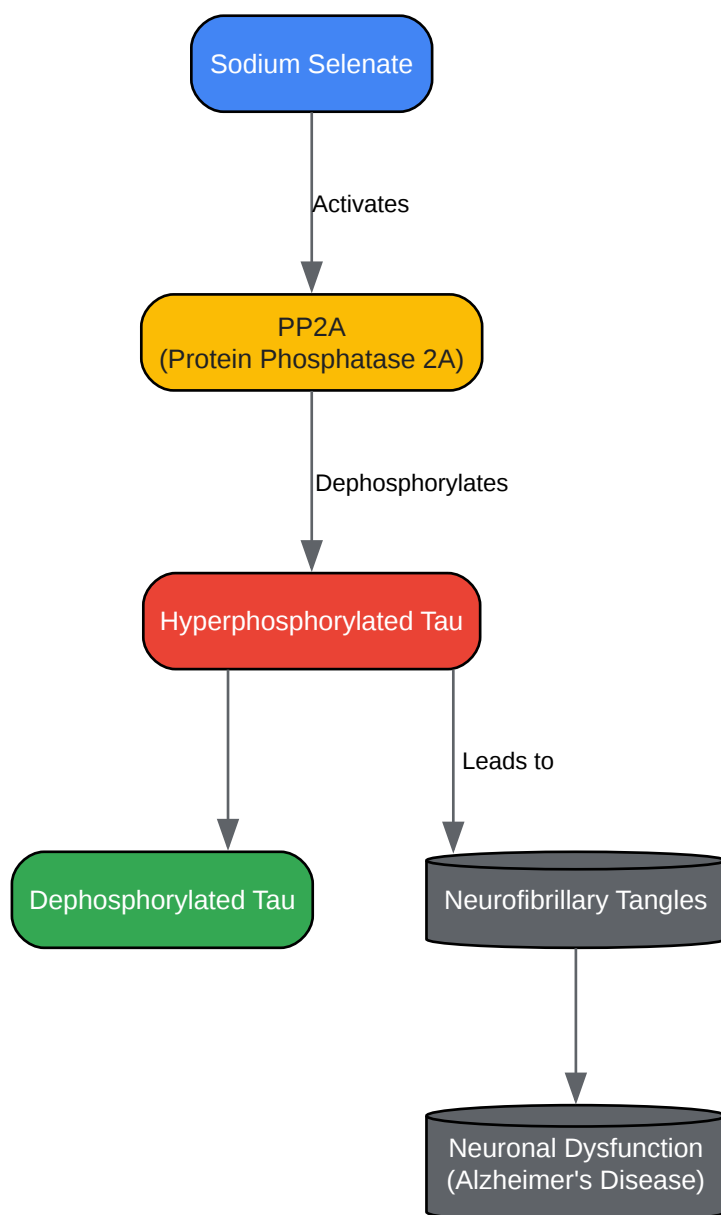 Sodium Selenate
Activates
PP2A
(Protein Phosphatase 2A)
Dephosphorylates
Hyperphosphorylated Tau
Leads to
Dephosphorylated Tau
Neurofibrillary Tangles
Neuronal Dysfunction
(Alzheimer's Disease)